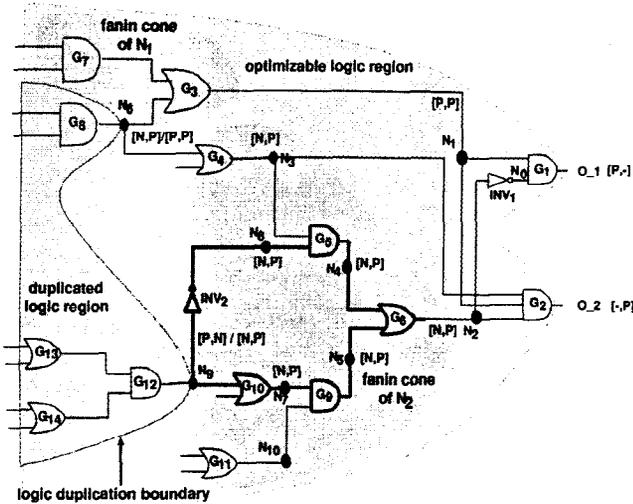 fanin cone
of N1
G7
G3
optimizable logic region
[P,P]
N8
G8
[N,P]/[P,P]
[N,P]
G4
N3
N1
N0
G1
O_1 [P,-]
INV1
G5
N6
[N,P]
N4
[N,P]
duplicated
logic region
INV2
[P,N] / [N,P]
G6
G2
O_2 [-,P]
[N,P]
N2
G13
G12
N9
G10
[N,P]
N7
G9
N5
[N,P]
fanin cone
of N2
G14
G11
N10
logic duplication boundary